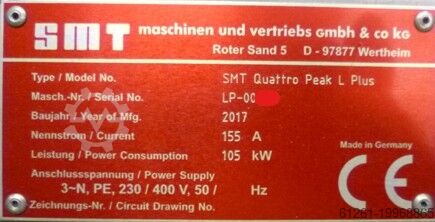 SMT maschinen und vertriebs gmbh & co kg
Roter Sand 5 D - 97877 Wertheim
Type / Model No. SMT Quattro Peak L Plus
Masch.-Nr./ Serial No. LP-00
Baujahr / Year of Mfg. 2017
Nennstrom / Current 155 A
Made in Germany
Leistung / Power Consumption 105 kW
CE
Anschlussspannung / Power Supply
3~N, PE, 230 / 400 V, 50 / Hz
Zeichnungs-Nr. / Circuit Drawing No.